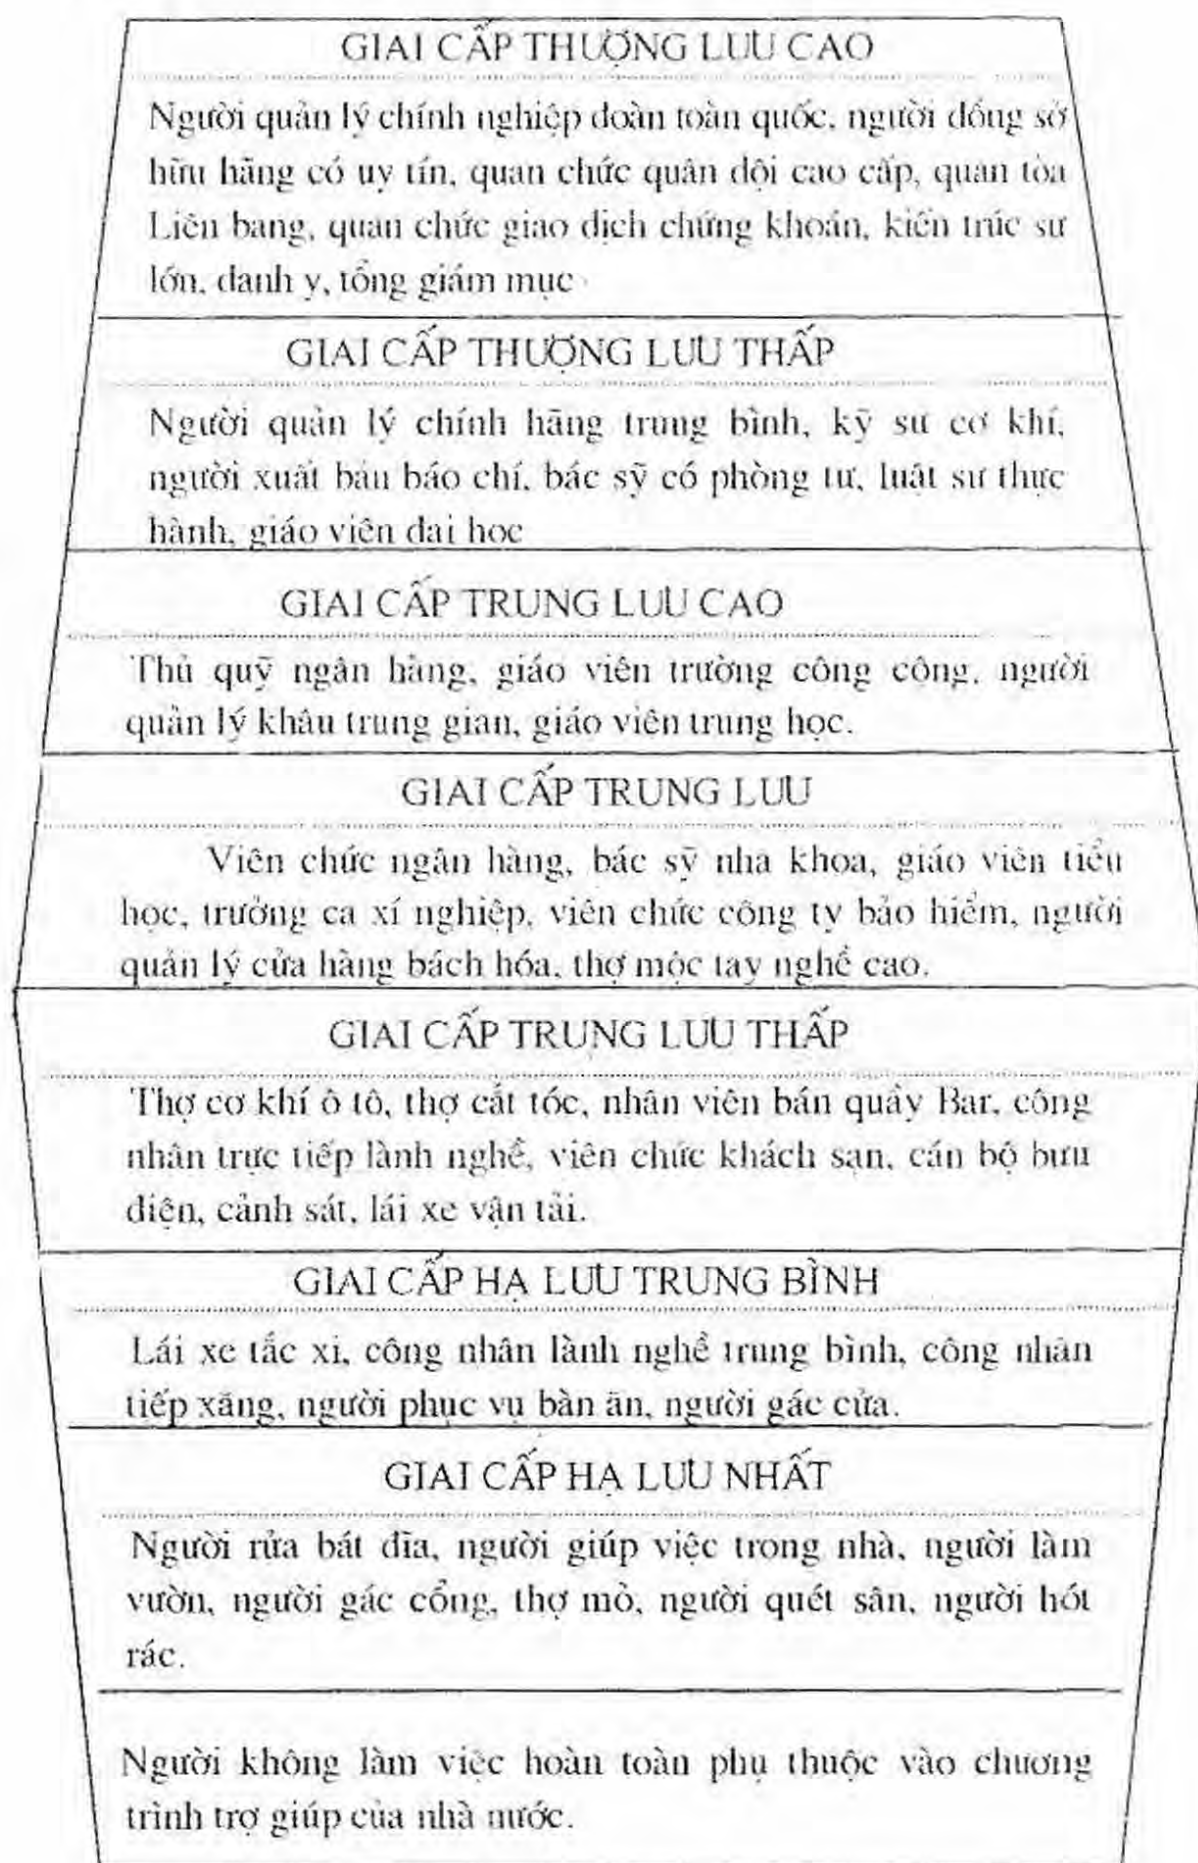 GIAI CẤP THƯỢNG LƯU CAO
Người quản lý chính nghiệp đoàn toàn quốc, người đồng sở
hữu hãng có uy tín, quan chức quân đội cao cấp, quan tòa
Liên bang, quan chức giao dịch chứng khoán, kiến trúc sư
lớn, danh y, tổng giám mục
GIAI CẤP THƯỢNG LƯU THẤP
Người quản lý chính hãng trung bình, kỹ sư cơ khí,
người xuất bản báo chí, bác sỹ có phòng tư, luật sư thực
hành, giáo viên đại học
GIAI CẤP TRUNG LƯU CAO
Thủ quỹ ngân hàng, giáo viên trường công cộng, người
quản lý khâu trung gian, giáo viên trung học.
GIAI CẤP TRUNG LƯU
Viên chức ngân hàng, bác sỹ nha khoa, giáo viên tiểu
học, trưởng ca xí nghiệp, viên chức công ty bảo hiểm, người
quản lý cửa hàng bách hóa, thợ mộc tay nghề cao.
GIAI CẤP TRUNG LƯU THẤP
Thợ cơ khí ô tô, thợ cắt tóc, nhân viên bán quầy Bar, công
nhân trực tiếp lành nghề, viên chức khách sạn, cán bộ bưu
điện, cảnh sát, lái xe vận tải.
GIAI CẤP HẠ LƯU TRUNG BÌNH
Lái xe tắc xi, công nhân lành nghề trung bình, công nhân
tiếp xăng, người phục vụ bàn ăn, người gác cửa.
GIAI CẤP HẠ LƯU NHẤT
Người rửa bát đĩa, người giúp việc trong nhà, người làm
vườn, người gác cổng, thợ mỏ, người quét sân, người hót
rác.
Người không làm việc hoàn toàn phụ thuộc vào chương
trình trợ giúp của nhà nước.